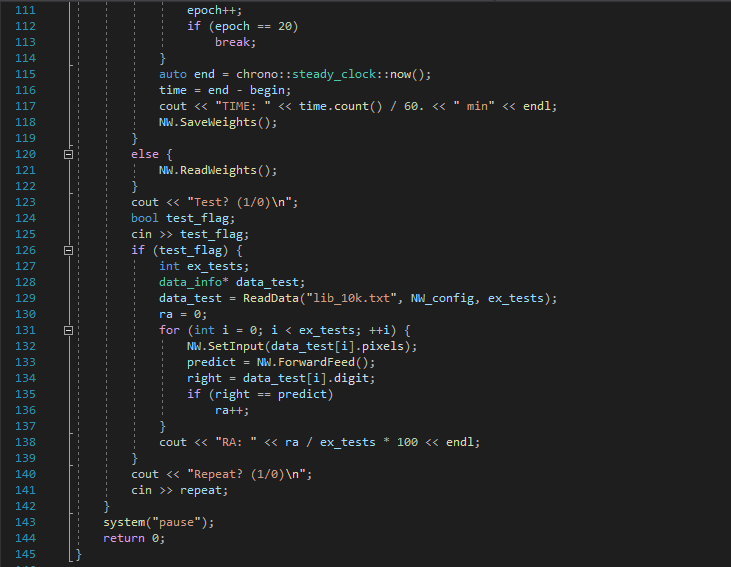 111 epoch++;
112 if (epoch == 20)
113 break;
114 }
115 auto end = chrono::steady_clock::now();
116 time = end - begin;
117 cout << "TIME: " << time.count() / 60. << " min" << endl;
118 NW.SaveWeights();
119 }
120 else {
121 NW.ReadWeights();
122 }
123 cout << "Test? (1/0)\n";
124 bool test_flag;
125 cin >> test_flag;
126 if (test_flag) {
127 int ex_tests;
128 data_info* data_test;
129 data_test = ReadData("lib_10k.txt", NW_config, ex_tests);
130 ra = 0;
131 for (int i = 0; i < ex_tests; ++i) {
132 NW.SetInput(data_test[i].pixels);
133 predict = NW.ForwardFeed();
134 right = data_test[i].digit;
135 if (right == predict)
136 ra++;
137 }
138 cout << "RA: " << ra / ex_tests * 100 << endl;
139 }
140 cout << "Repeat? (1/0)\n";
141 cin >> repeat;
142 }
143 system("pause");
144 return 0;
145 }